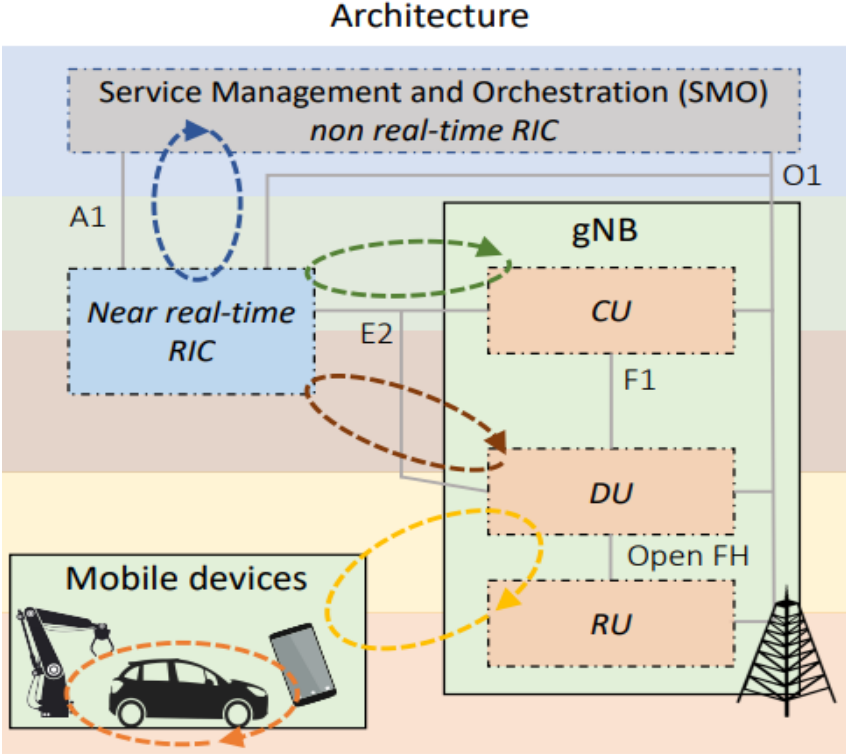 Architecture
Service Management and Orchestration (SMO)
non real-time RIC
O1
A1
gNB
Near real-time
RIC
CU
E2
F1
DU
Open FH
Mobile devices
RU